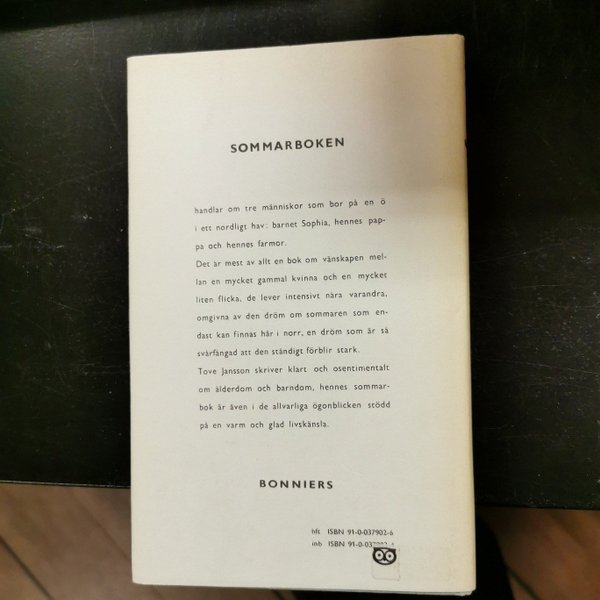 SOMMARBOKEN
handlar om tre människor som bor på en ö
i ett nordligt hav: barnet Sophia, hennes pap-
pa och hennes farmor.
Det är mest av allt en bok om vänskapen mel-
lan en mycket gammal kvinna och en mycket
liten flicka, de lever intensivt nära varandra,
omgivna av den dröm om sommaren som en-
dast kan finnas här i norr, en dröm som är så
svårfångad att den ständigt förblir stark.
Tove Jansson skriver klart och osentimentalt
om ålderdom och barndom, hennes sommar-
bok är även i de allvarliga ögonblicken stödd
på en varm och glad livskänsla.
BONNIERS
hft ISBN 91-0-037902-6
inb ISBN